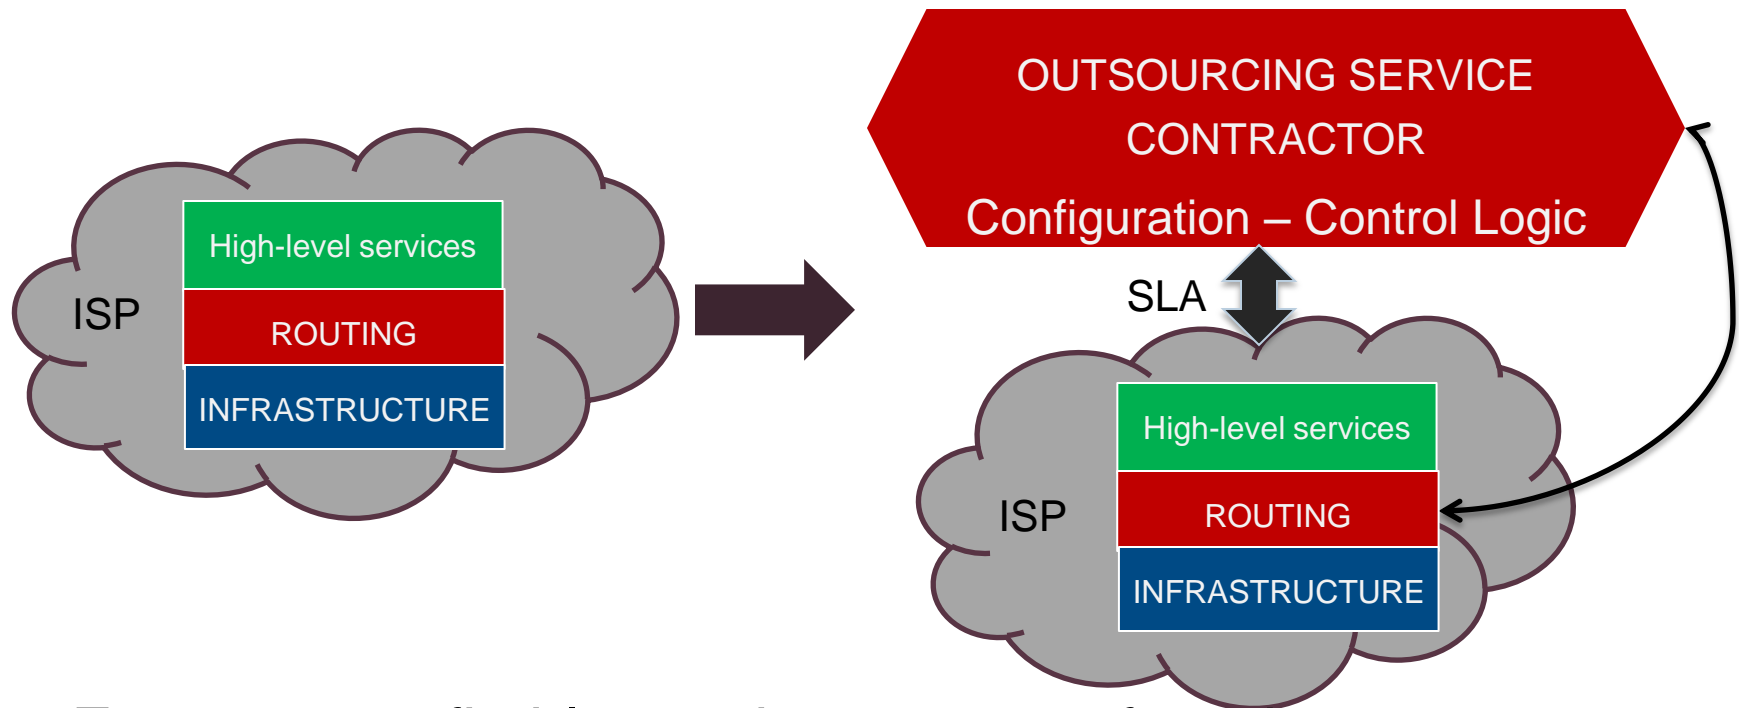 ISP
High-level services
ROUTING
INFRASTRUCTURE
OUTSOURCING SERVICE
CONTRACTOR
Configuration – Control Logic
SLA
ISP
High-level services
ROUTING
INFRASTRUCTURE